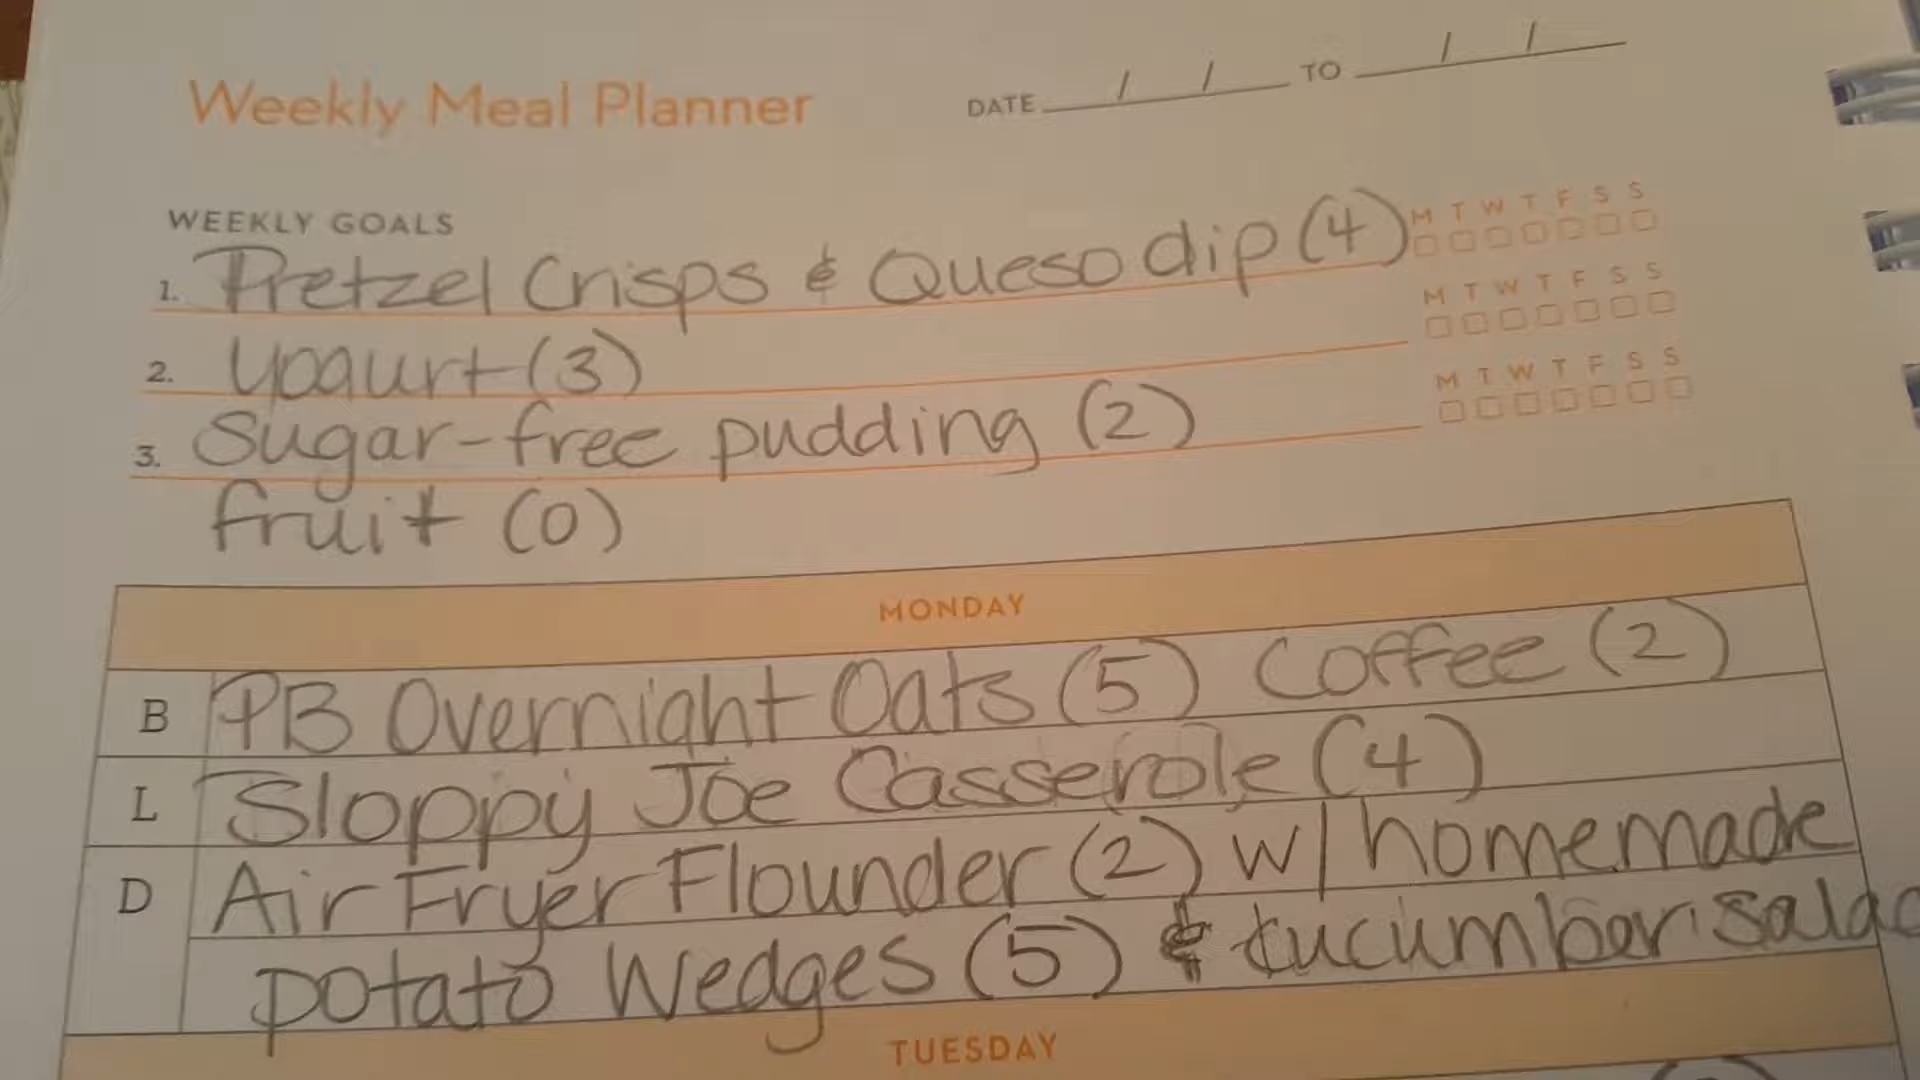 Weekly Meal Planner
DATE / / TO / /
WEEKLY GOALS
1. Pretzel Crisps & Queso dip (4) M T W T F S S
2. Yogurt (3) M T W T F S S
3. Sugar-free pudding (2) M T W T F S S
fruit (0)
MONDAY
B PB Overnight Oats (5) Coffee (2)
L Sloppy Joe Casserole (4)
D Air Fryer Flounder (2) w/ homemade
potato wedges (5) & cucumber salad
TUESDAY